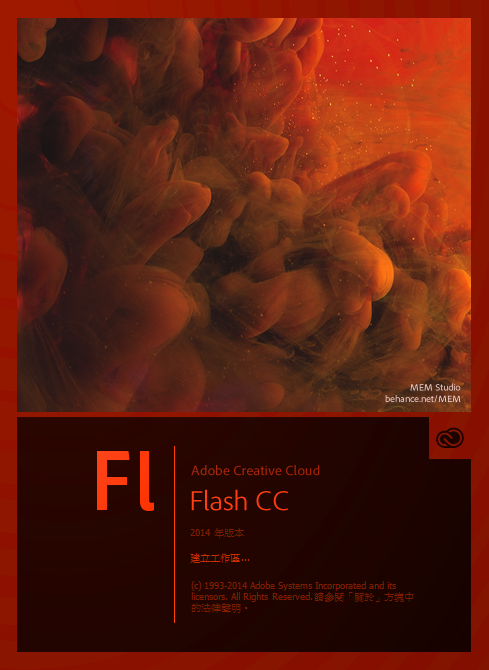 MEM Studio
behance.net/MEM
Fl
Adobe Creative Cloud
Flash CC
2014 年版本
建立工作區...
(c) 1993-2014 Adobe Systems Incorporated and its
licensors. All Rights Reserved. 請參閱「關於」方塊中
的法律聲明。